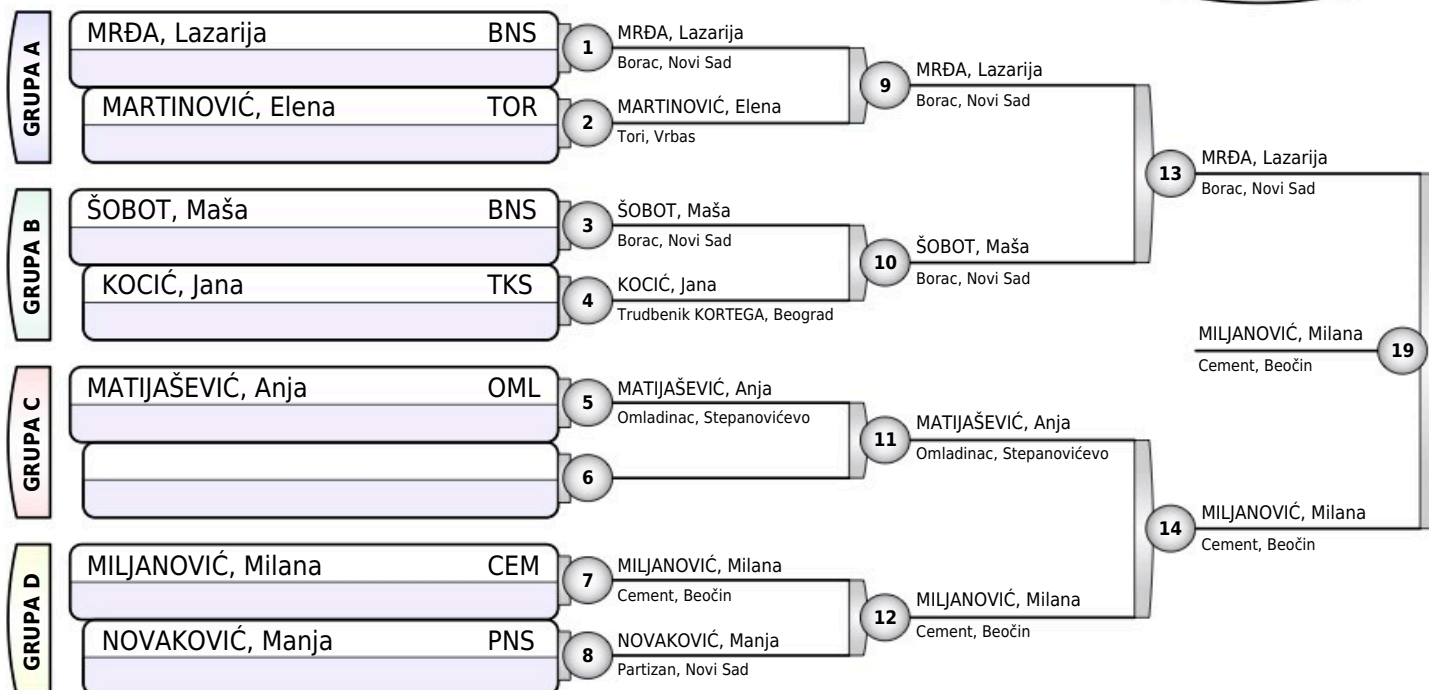 GRUPA A
MRĐA, Lazarija BNS
MARTINOVIĆ, Elena TOR
1
MRĐA, Lazarija
Borac, Novi Sad
2
MARTINOVIĆ, Elena
Tori, Vrbas
9
MRĐA, Lazarija
Borac, Novi Sad
GRUPA B
ŠOBOT, Maša BNS
KOCIĆ, Jana TKS
3
ŠOBOT, Maša
Borac, Novi Sad
4
KOCIĆ, Jana
Trudbenik KORTEGA, Beograd
10
ŠOBOT, Maša
Borac, Novi Sad
13
MRĐA, Lazarija
Borac, Novi Sad
GRUPA C
MATIJAŠEVIĆ, Anja OML
5
MATIJAŠEVIĆ, Anja
Omladinac, Stepanovićevo
6
11
MATIJAŠEVIĆ, Anja
Omladinac, Stepanovićevo
GRUPA D
MILJANOVIĆ, Milana CEM
NOVAKOVIĆ, Manja PNS
7
MILJANOVIĆ, Milana
Cement, Beočin
8
NOVAKOVIĆ, Manja
Partizan, Novi Sad
12
MILJANOVIĆ, Milana
Cement, Beočin
14
MILJANOVIĆ, Milana
Cement, Beočin
MILJANOVIĆ, Milana
Cement, Beočin
19